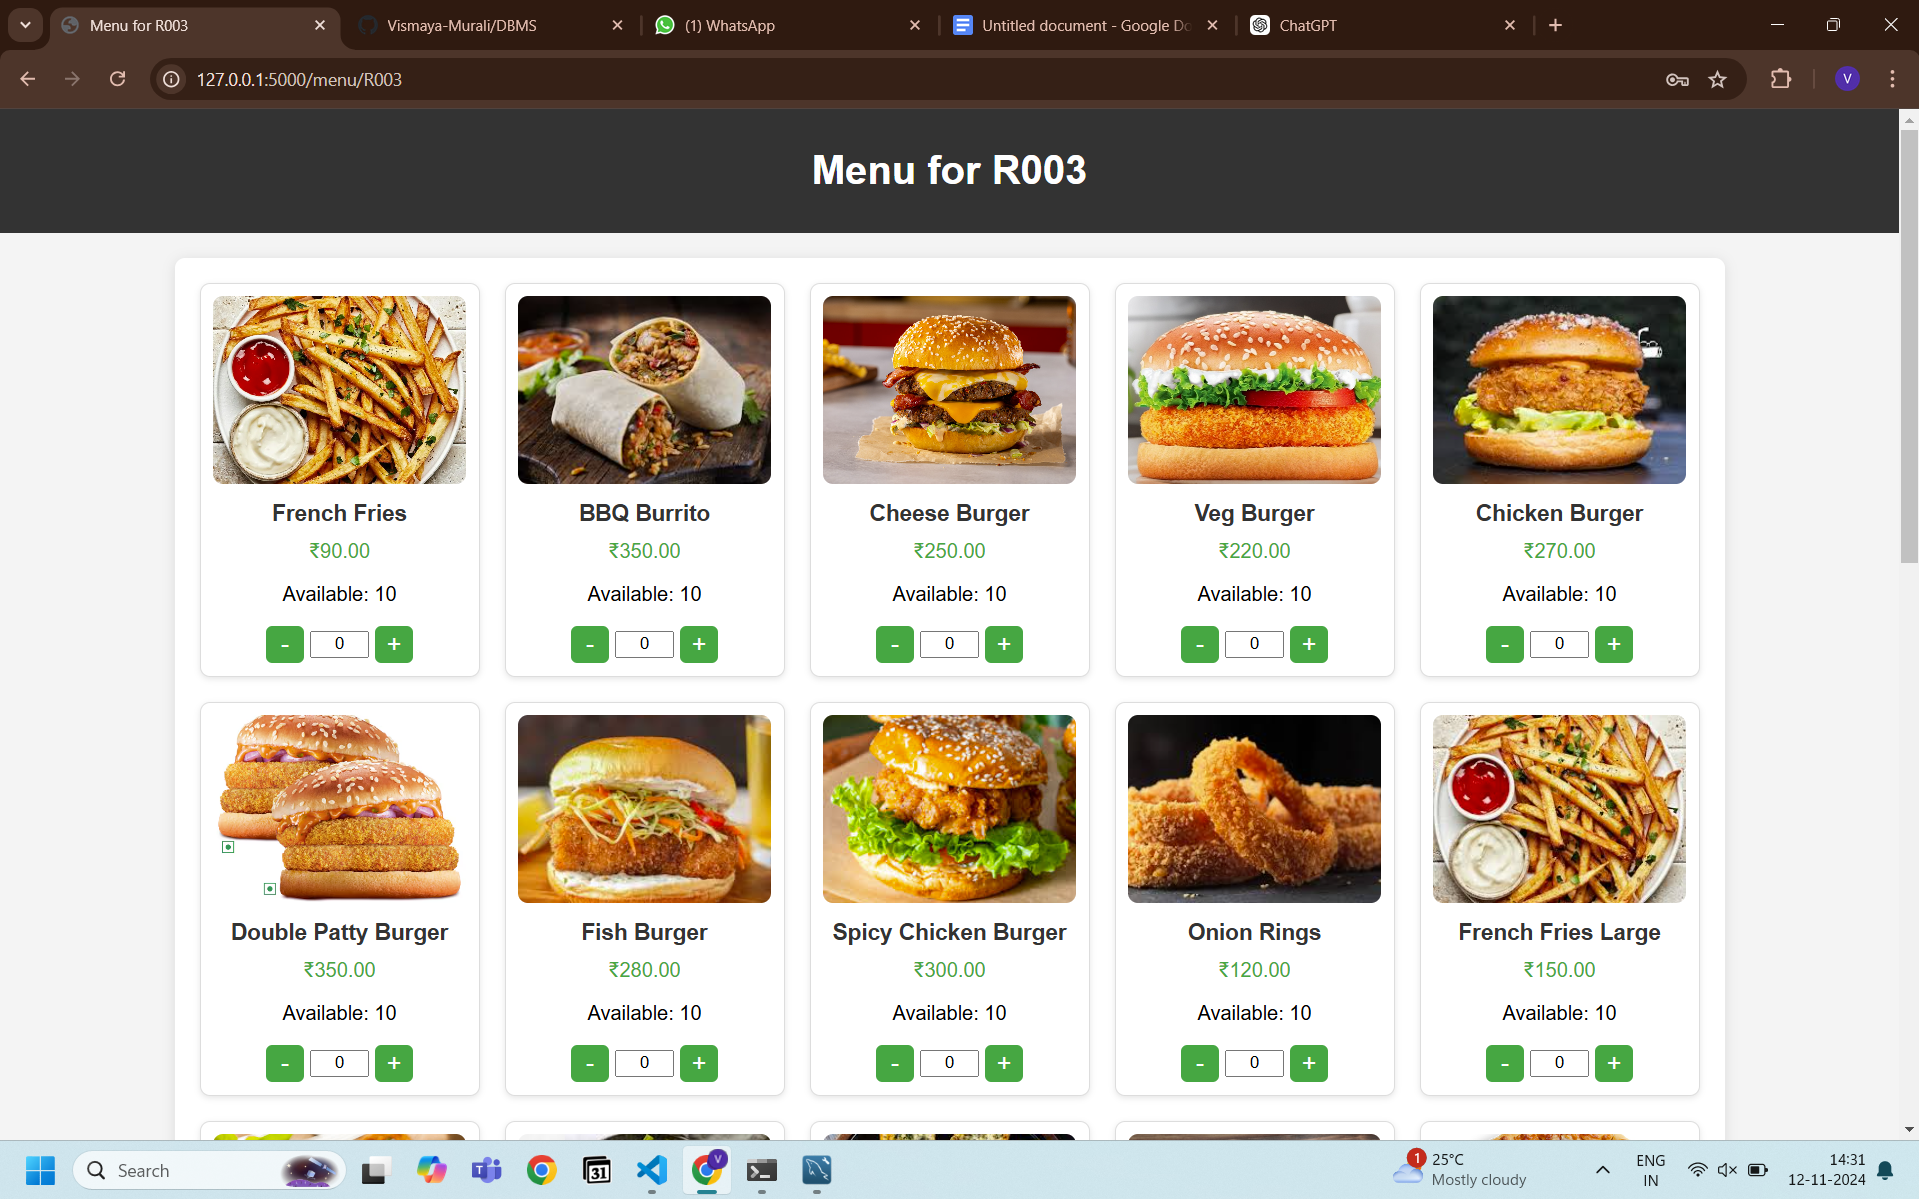 Menu for R003
Vismaya-Murali/DBMS
(1) WhatsApp
Untitled document - Google Do
ChatGPT
127.0.0.1:5000/menu/R003
V
Menu for R003
French Fries
₹90.00
Available: 10
- 0 +
BBQ Burrito
₹350.00
Available: 10
- 0 +
Cheese Burger
₹250.00
Available: 10
- 0 +
Veg Burger
₹220.00
Available: 10
- 0 +
Chicken Burger
₹270.00
Available: 10
- 0 +
Double Patty Burger
₹350.00
Available: 10
- 0 +
Fish Burger
₹280.00
Available: 10
- 0 +
Spicy Chicken Burger
₹300.00
Available: 10
- 0 +
Onion Rings
₹120.00
Available: 10
- 0 +
French Fries Large
₹150.00
Available: 10
- 0 +
Search
31
V
1
25°C
Mostly cloudy
ENG
IN
14:31
12-11-2024